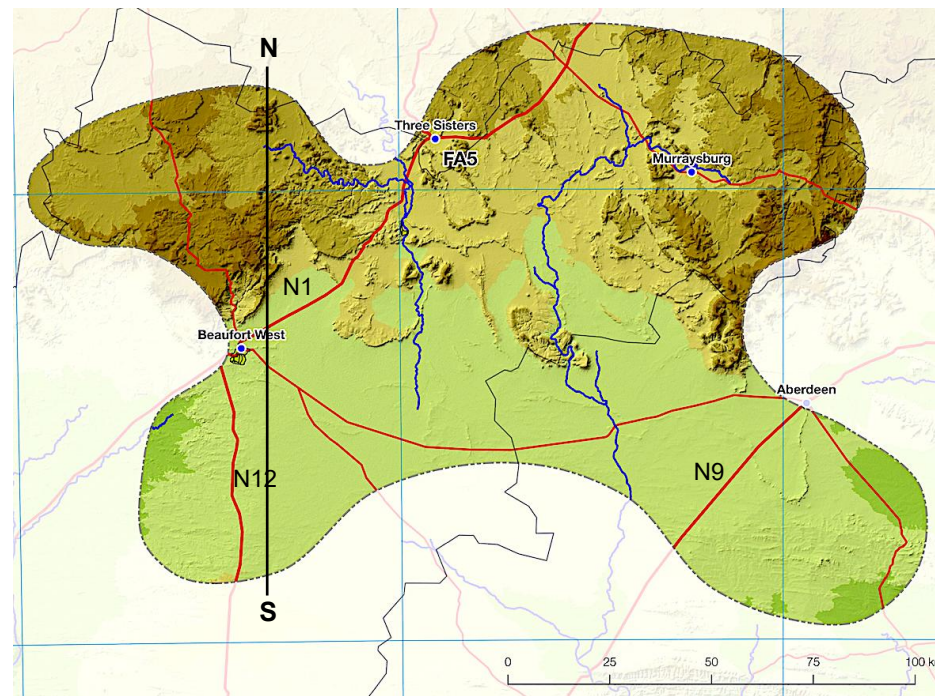 N
Three Sisters
FA5
Murraysburg
N1
Beaufort West
Aberdeen
N12
N9
S
0 25 50 75 100 k